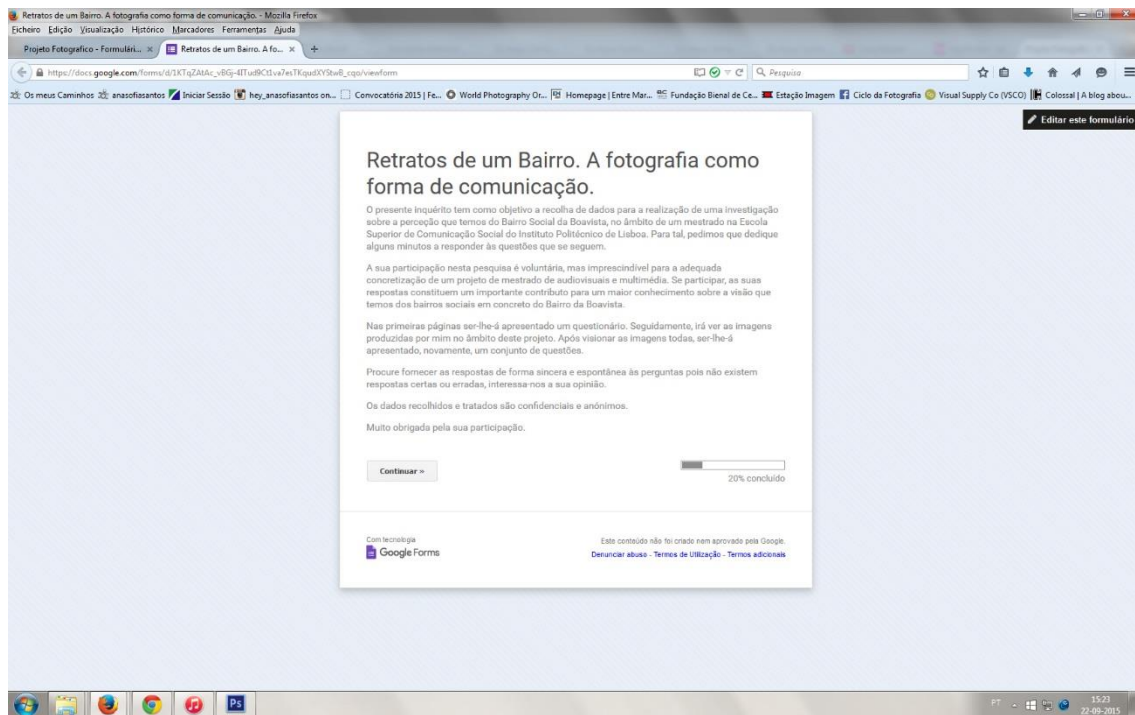 Retratos de um Bairro. A fotografia como forma de comunicação. - Mozilla Firefox
Ficheiro Edição Visualização Histórico Marcadores Ferramentas Ajuda
Projeto Fotografico - Formulári... × Retratos de um Bairro. A fo... × +
https://docs.google.com/forms/d/ /viewform Pesquisa
Os meus Caminhos anasofiasantos Iniciar Sessão hey_anasofiasantos on... Convocatória 2015 | Fe... World Photography Or... Homepage | Entre Mar... Fundação Bienal de Ce... Estação Imagem Ciclo da Fotografia Visual Supply Co (VSCO) Colossal | A blog abou...
Editar este formulário
Retratos de um Bairro. A fotografia como
forma de comunicação.
O presente inquérito tem como objetivo a recolha de dados para a realização de uma investigação
sobre a perceção que temos do Bairro Social da Boavista, no âmbito de um mestrado na Escola
Superior de Comunicação Social do Instituto Politécnico de Lisboa. Para tal, pedimos que dedique
alguns minutos a responder às questões que se seguem.
A sua participação nesta pesquisa é voluntária, mas imprescindível para a adequada
concretização de um projeto de mestrado de audiovisuais e multimédia. Se participar, as suas
respostas constituem um importante contributo para um maior conhecimento sobre a visão que
temos dos bairros sociais em concreto do Bairro da Boavista.
Nas primeiras páginas ser-lhe-á apresentado um questionário. Seguidamente, irá ver as imagens
produzidas por mim no âmbito deste projeto. Após visionar as imagens todas, ser-lhe-á
apresentado, novamente, um conjunto de questões.
Procure fornecer as respostas de forma sincera e espontânea às perguntas pois não existem
respostas certas ou erradas, interessa-nos a sua opinião.
Os dados recolhidos e tratados são confidenciais e anónimos.
Muito obrigada pela sua participação.
Continuar »
20% concluído
Com tecnologia
Google Forms
Este conteúdo não foi criado nem aprovado pela Google.
Denunciar abuso - Termos de Utilização - Termos adicionais
Ps
PT
15:23
22-09-2015